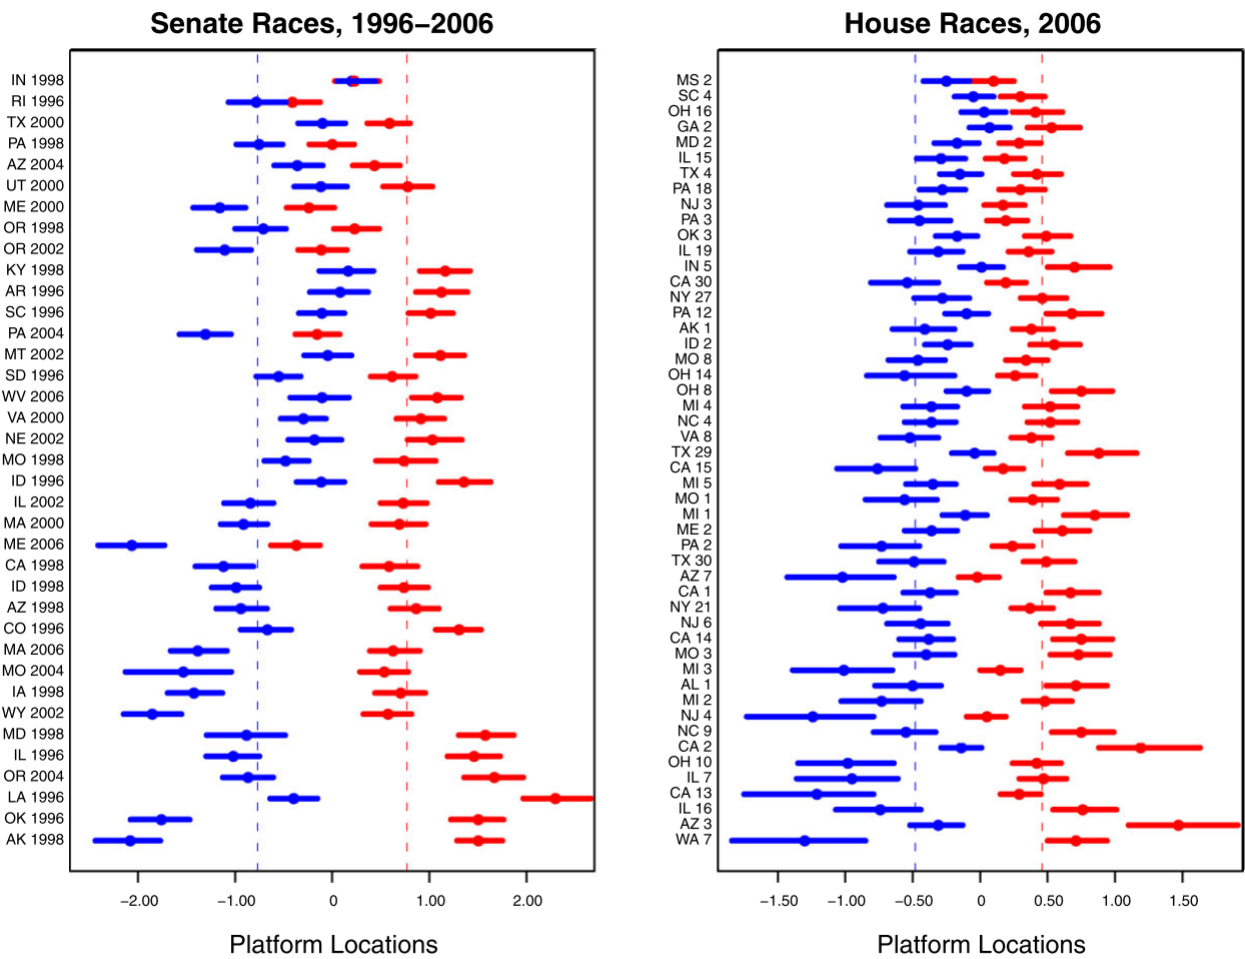 Senate Races, 1996–2006
IN 1998
RI 1996
TX 2000
PA 1998
AZ 2004
UT 2000
ME 2000
OR 1998
OR 2002
KY 1998
AR 1996
SC 1996
PA 2004
MT 2002
SD 1996
WV 2006
VA 2000
NE 2002
MO 1998
ID 1996
IL 2002
MA 2000
ME 2006
CA 1998
ID 1998
AZ 1998
CO 1996
MA 2006
MO 2004
IA 1998
WY 2002
MD 1998
IL 1996
OR 2004
LA 1996
OK 1996
AK 1998
−2.00 −1.00 0 1.00 2.00
Platform Locations
House Races, 2006
MS 2
SC 4
OH 16
GA 2
MD 2
IL 15
TX 4
PA 18
NJ 3
PA 3
OK 3
IL 19
IN 5
CA 30
NY 27
PA 12
AK 1
ID 2
MO 8
OH 14
OH 8
MI 4
NC 4
VA 8
TX 29
CA 15
MI 5
MO 1
MI 1
ME 2
PA 2
TX 30
AZ 7
CA 1
NY 21
NJ 6
CA 14
MO 3
MI 3
AL 1
MI 2
NJ 4
NC 9
CA 2
OH 10
IL 7
CA 13
IL 16
AZ 3
WA 7
−1.50 −1.00 −0.50 0 0.50 1.00 1.50
Platform Locations